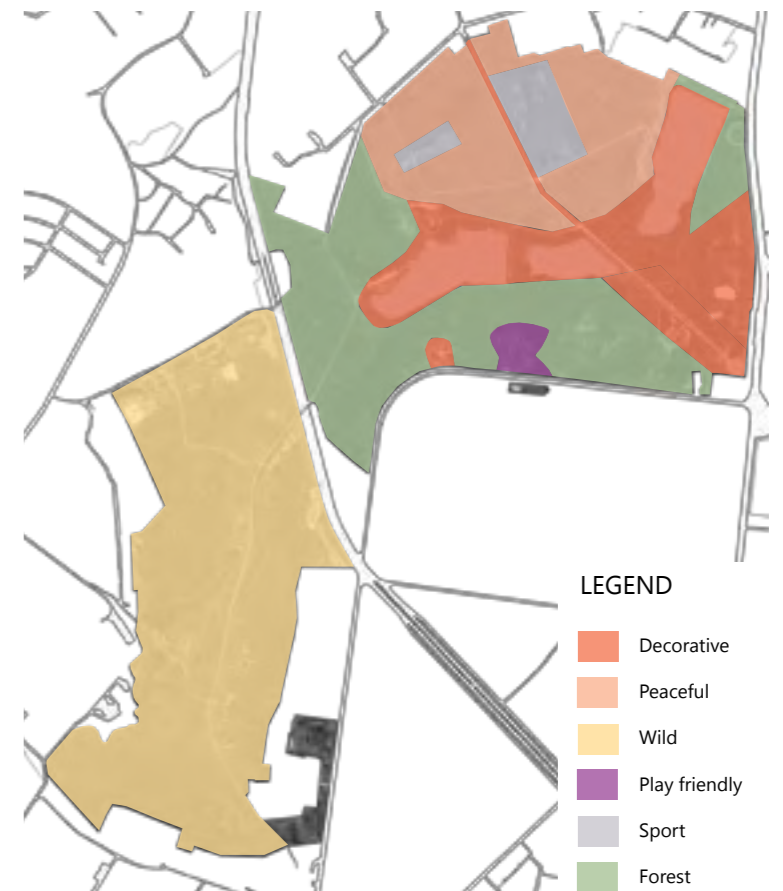 LEGEND
Decorative
Peaceful
Wild
Play friendly
Sport
Forest